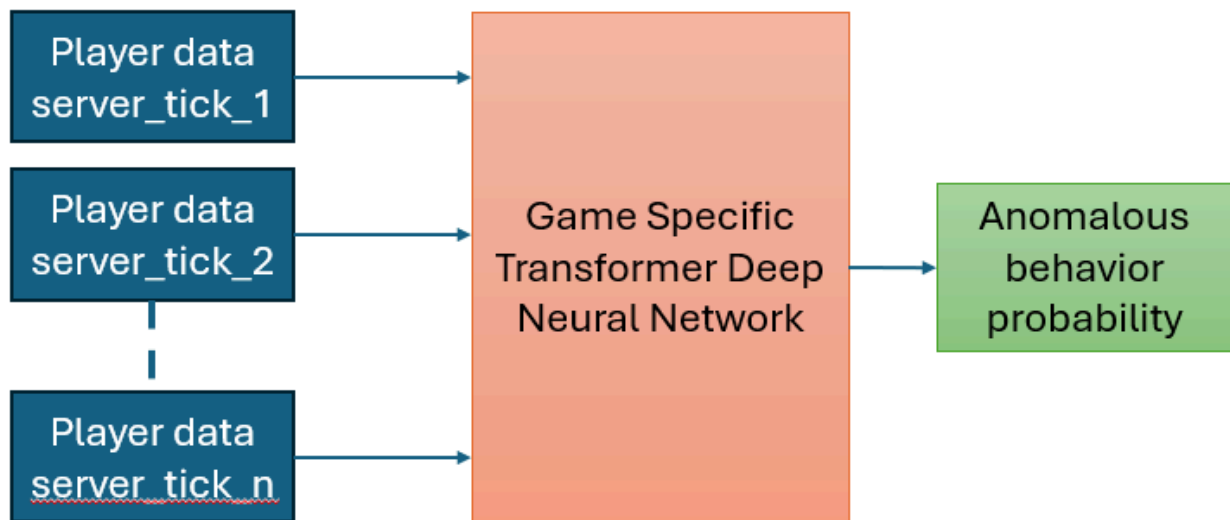 Player data
server_tick_1
Player data
server_tick_2
Player data
server_tick_n
Game Specific
Transformer Deep
Neural Network
Anomalous
behavior
probability